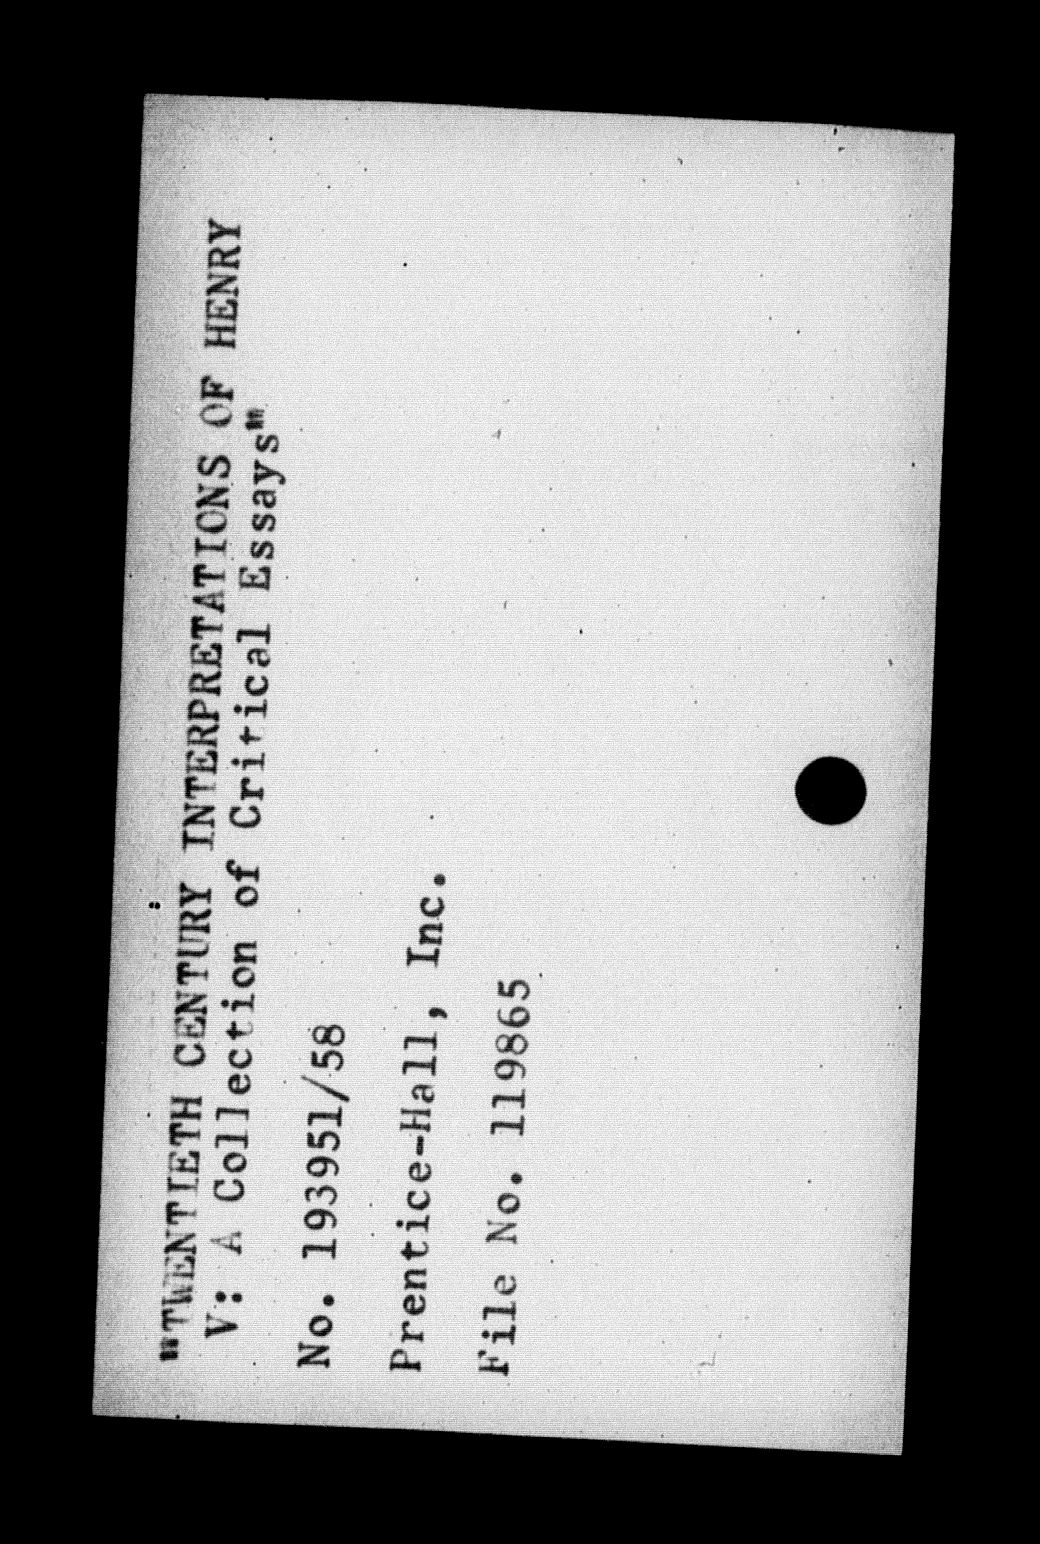 "TWENTIETH CENTURY INTERPRETATIONS OF HENRY
V: A Collection of Critical Essays"
No. 193951/58
Prentice-Hall, Inc.
File No. 119865